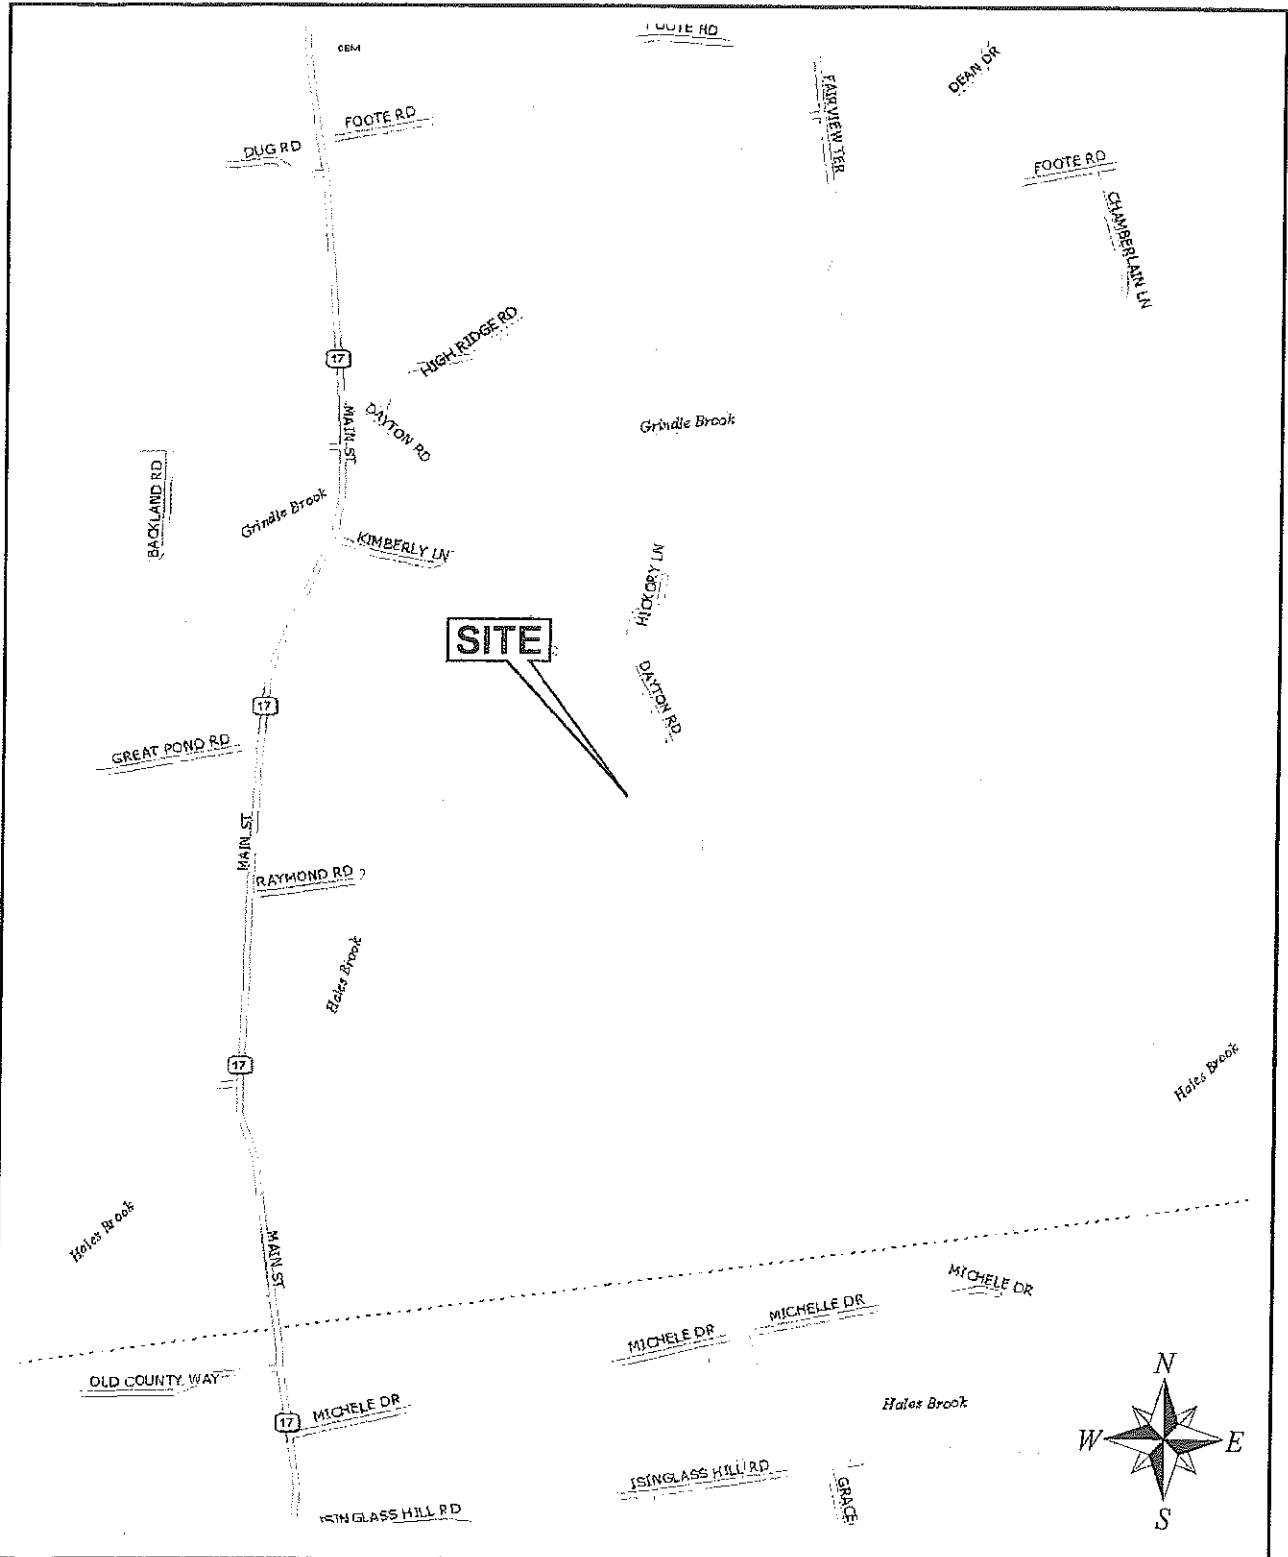 FOOTE RD
CEM
DEAN DR
FAIRVIEW TER
FOOTE RD
DUG RD
FOOTE RD
CHAMBERLAIN LN
HIGH RIDGE RD
17
MAIN ST
DAYTON RD
Grindle Brook
BACKLAND RD
Grindle Brook
KIMBERLY LN
HICKORY LN
SITE
DAYTON RD
17
GREAT POND RD
MAIN ST
RAYMOND RD
Hales Brook
17
Hales Brook
Hales Brook
MAIN ST
MICHELE DR
MICHELLE DR
MICHELE DR
OLD COUNTY WAY
N
Hales Brook
17
MICHELE DR
W
E
ISINGLASS HILL RD
GRACE
ISINGLASS HILL RD
S